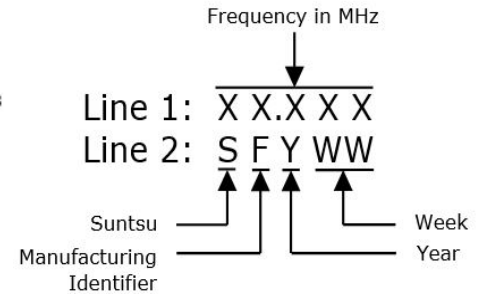 Frequency in MHz
Line 1: X X.X X X
Line 2: S F Y WW
Suntsu
Week
Manufacturing
Identifier
Year